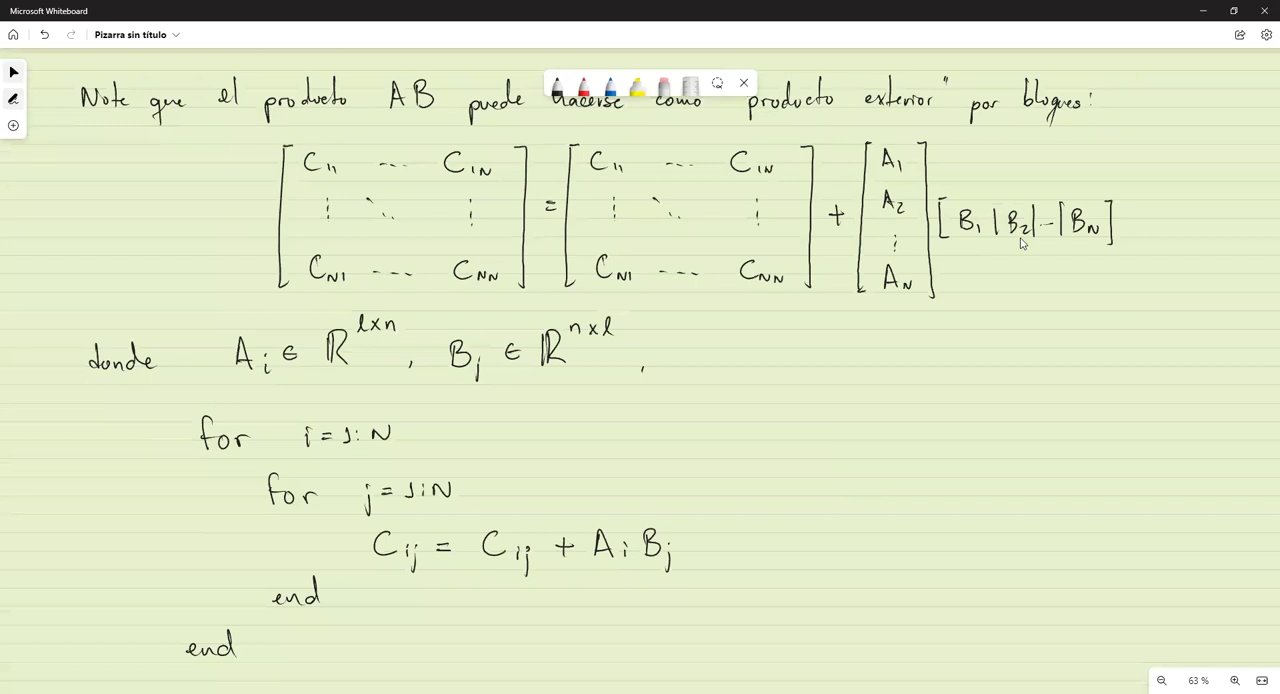 Microsoft Whiteboard
Pizarra sin título
Note que el producto AB puede hacerse como producto exterior" por bloques:
[ C₁₁ ... C₁N ; ⋮ ⋱ ⋮ ; CN₁ ... CNN ] = [ C₁₁ ... C₁N ; ⋮ ⋱ ⋮ ; CN₁ ... CNN ] + [ A₁ ; A₂ ; ⋮ ; AN ] [ B₁ | B₂ | ... | BN ]
donde Aᵢ ∈ ℝ^{l×n} , Bⱼ ∈ ℝ^{n×l} ,
for i = 1:N
for j = 1:N
Cᵢⱼ = Cᵢⱼ + Aᵢ Bⱼ
end
end
63 %